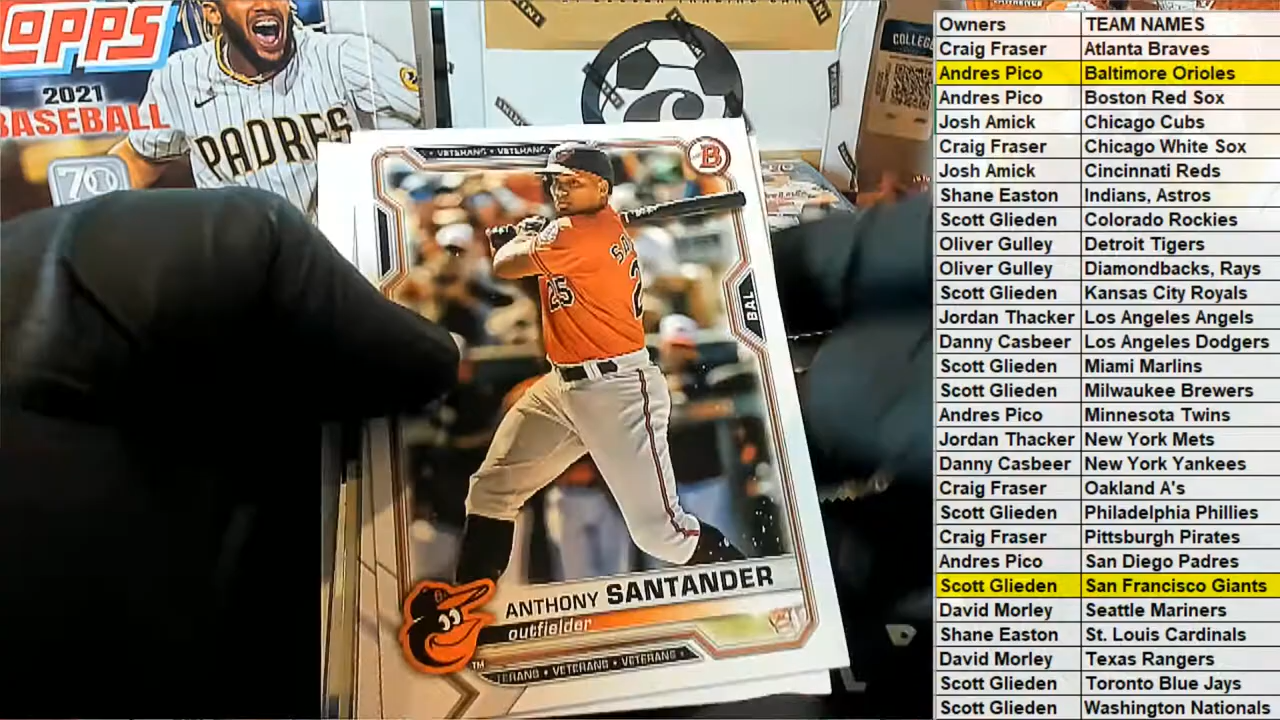 TOPPS
2021
BASEBALL
70
PADRES
COLLEG
VETERANS • VETERANS
B
SAN
25
2
BAL
ANTHONY SANTANDER
outfielder
TM
TERANS • VETERANS • VETERANS •
Owners TEAM NAMES
Craig Fraser Atlanta Braves
Andres Pico Baltimore Orioles
Andres Pico Boston Red Sox
Josh Amick Chicago Cubs
Craig Fraser Chicago White Sox
Josh Amick Cincinnati Reds
Shane Easton Indians, Astros
Scott Glieden Colorado Rockies
Oliver Gulley Detroit Tigers
Oliver Gulley Diamondbacks, Rays
Scott Glieden Kansas City Royals
Jordan Thacker Los Angeles Angels
Danny Casbeer Los Angeles Dodgers
Scott Glieden Miami Marlins
Scott Glieden Milwaukee Brewers
Andres Pico Minnesota Twins
Jordan Thacker New York Mets
Danny Casbeer New York Yankees
Craig Fraser Oakland A's
Scott Glieden Philadelphia Phillies
Craig Fraser Pittsburgh Pirates
Andres Pico San Diego Padres
Scott Glieden San Francisco Giants
David Morley Seattle Mariners
Shane Easton St. Louis Cardinals
David Morley Texas Rangers
Scott Glieden Toronto Blue Jays
Scott Glieden Washington Nationals